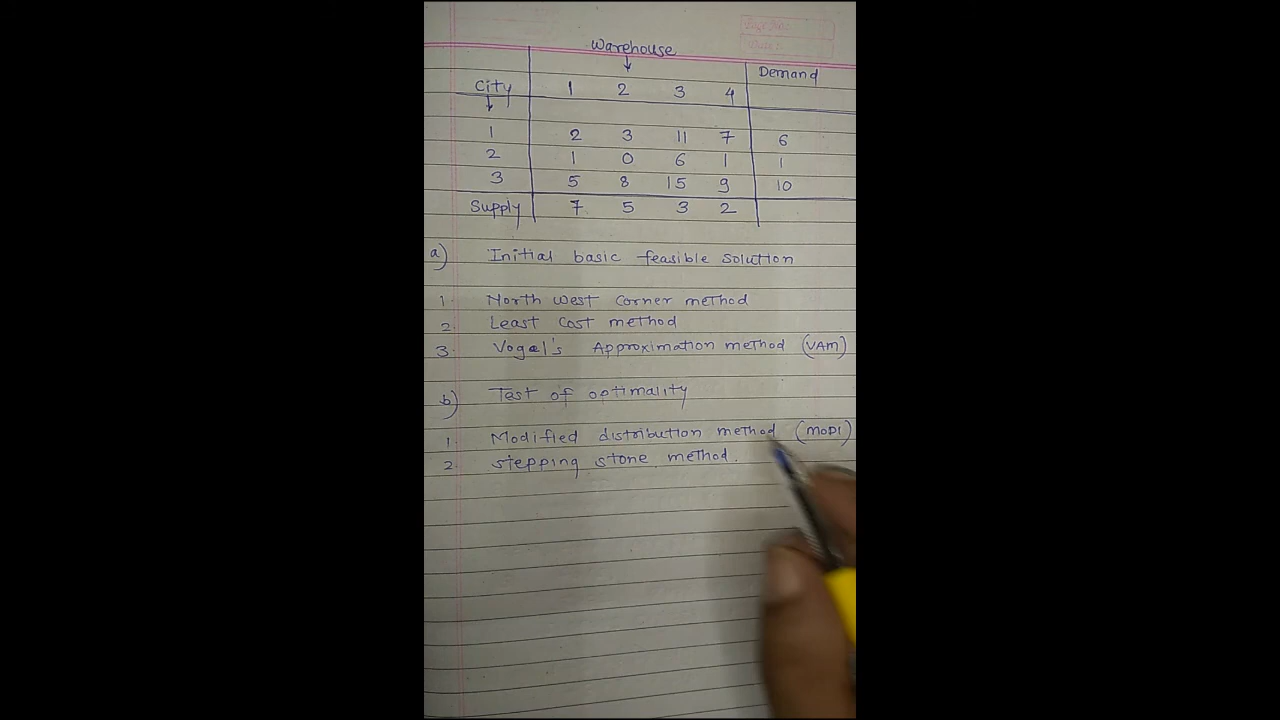 Warehouse
Demand
City 1 2 3 4
1 2 3 11 7 6
2 1 0 6 1 1
3 5 8 15 9 10
Supply 7 5 3 2
a) Initial basic feasible solution
1. North west corner method
2. Least cost method
3. Vogel's Approximation method (VAM)
b) Test of optimality
1. Modified distribution method (MODI)
2. stepping stone method.